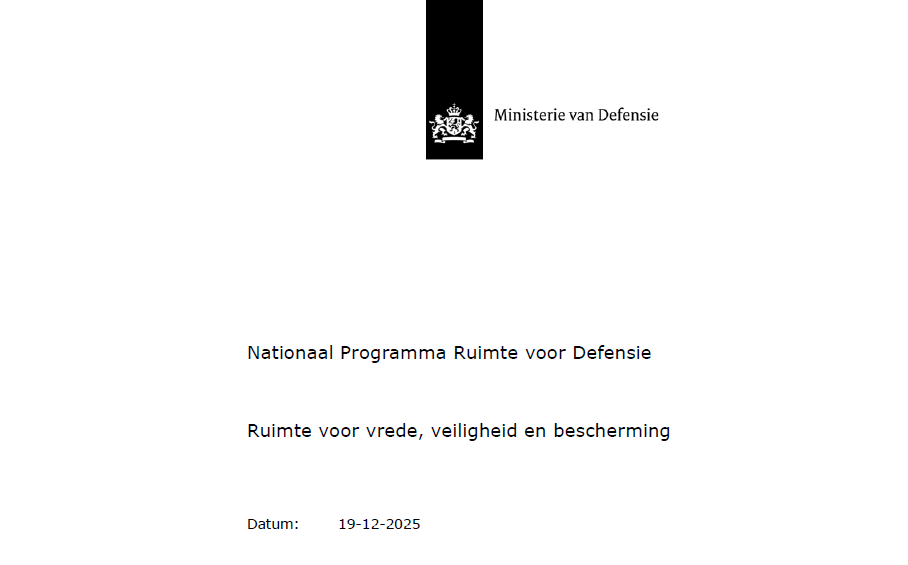 Ministerie van Defensie
Nationaal Programma Ruimte voor Defensie
Ruimte voor vrede, veiligheid en bescherming
Datum: 19-12-2025